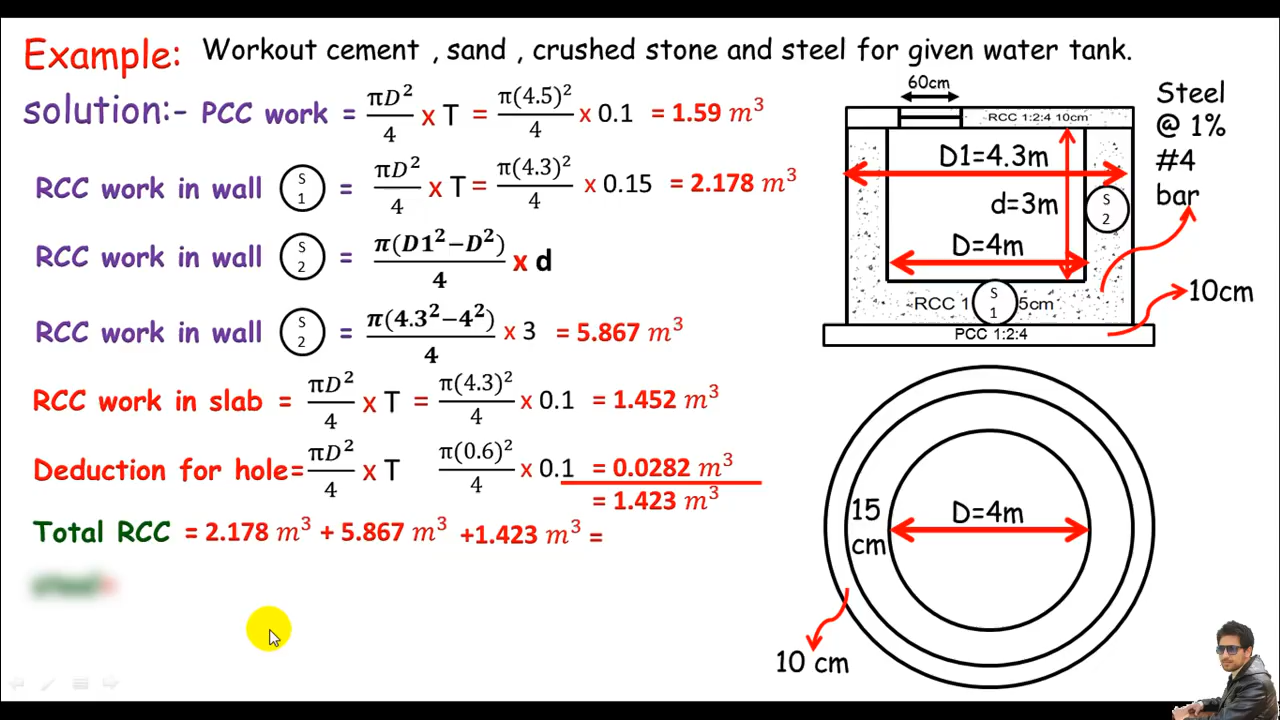 Example: Workout cement , sand , crushed stone and steel for given water tank.
solution:- PCC work = πD²/4 x T = π(4.5)²/4 x 0.1 = 1.59 m³
RCC work in wall S1 = πD²/4 x T = π(4.3)²/4 x 0.15 = 2.178 m³
RCC work in wall S2 = π(D1²−D²)/4 x d
RCC work in wall S2 = π(4.3²−4²)/4 x 3 = 5.867 m³
RCC work in slab = πD²/4 x T = π(4.3)²/4 x 0.1 = 1.452 m³
Deduction for hole= πD²/4 x T π(0.6)²/4 x 0.1 = 0.0282 m³
= 1.423 m³
Total RCC = 2.178 m³ + 5.867 m³ +1.423 m³ =
60cm
RCC 1:2:4 10cm
D1=4.3m
d=3m
S2
D=4m
RCC 1 S1 5cm
PCC 1:2:4
Steel
@ 1%
#4
bar
10cm
15
cm
D=4m
10 cm